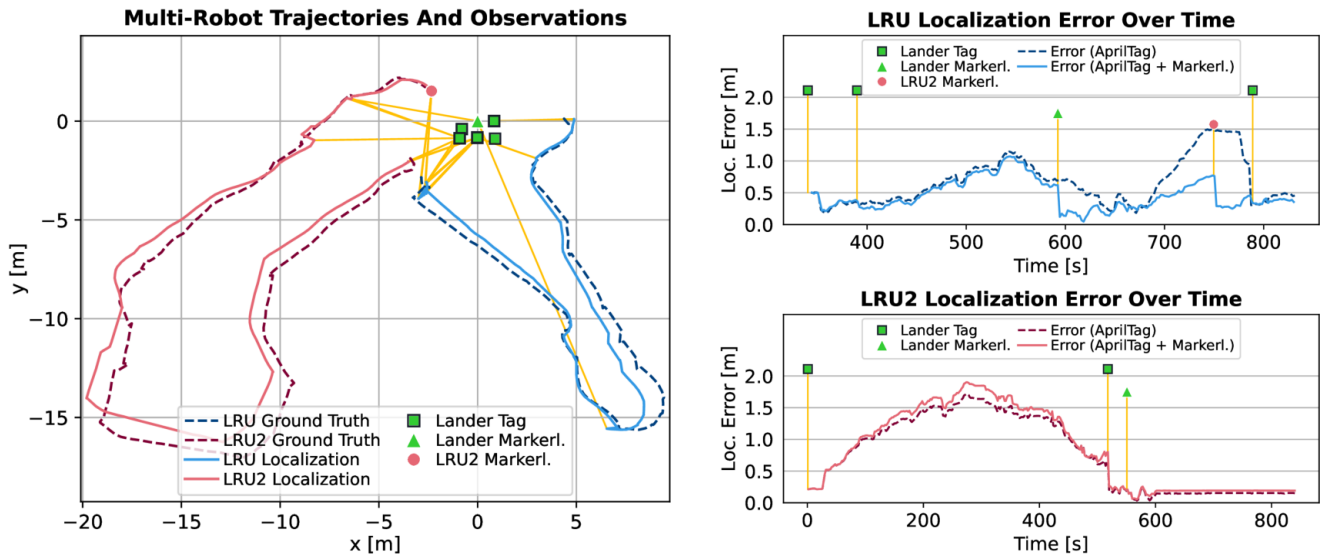 Multi-Robot Trajectories And Observations
0
−5
−10
−15
y [m]
LRU Ground Truth
LRU2 Ground Truth
LRU Localization
LRU2 Localization
Lander Tag
Lander Markerl.
LRU2 Markerl.
−20
−15
−10
−5
0
5
x [m]
LRU Localization Error Over Time
Lander Tag
Lander Markerl.
LRU2 Markerl.
Error (AprilTag)
Error (AprilTag + Markerl.)
2.0
1.5
1.0
0.5
0.0
Loc. Error [m]
400
500
600
700
800
Time [s]
LRU2 Localization Error Over Time
Lander Tag
Lander Markerl.
Error (AprilTag)
Error (AprilTag + Markerl.)
2.0
1.5
1.0
0.5
0.0
Loc. Error [m]
0
200
400
600
800
Time [s]